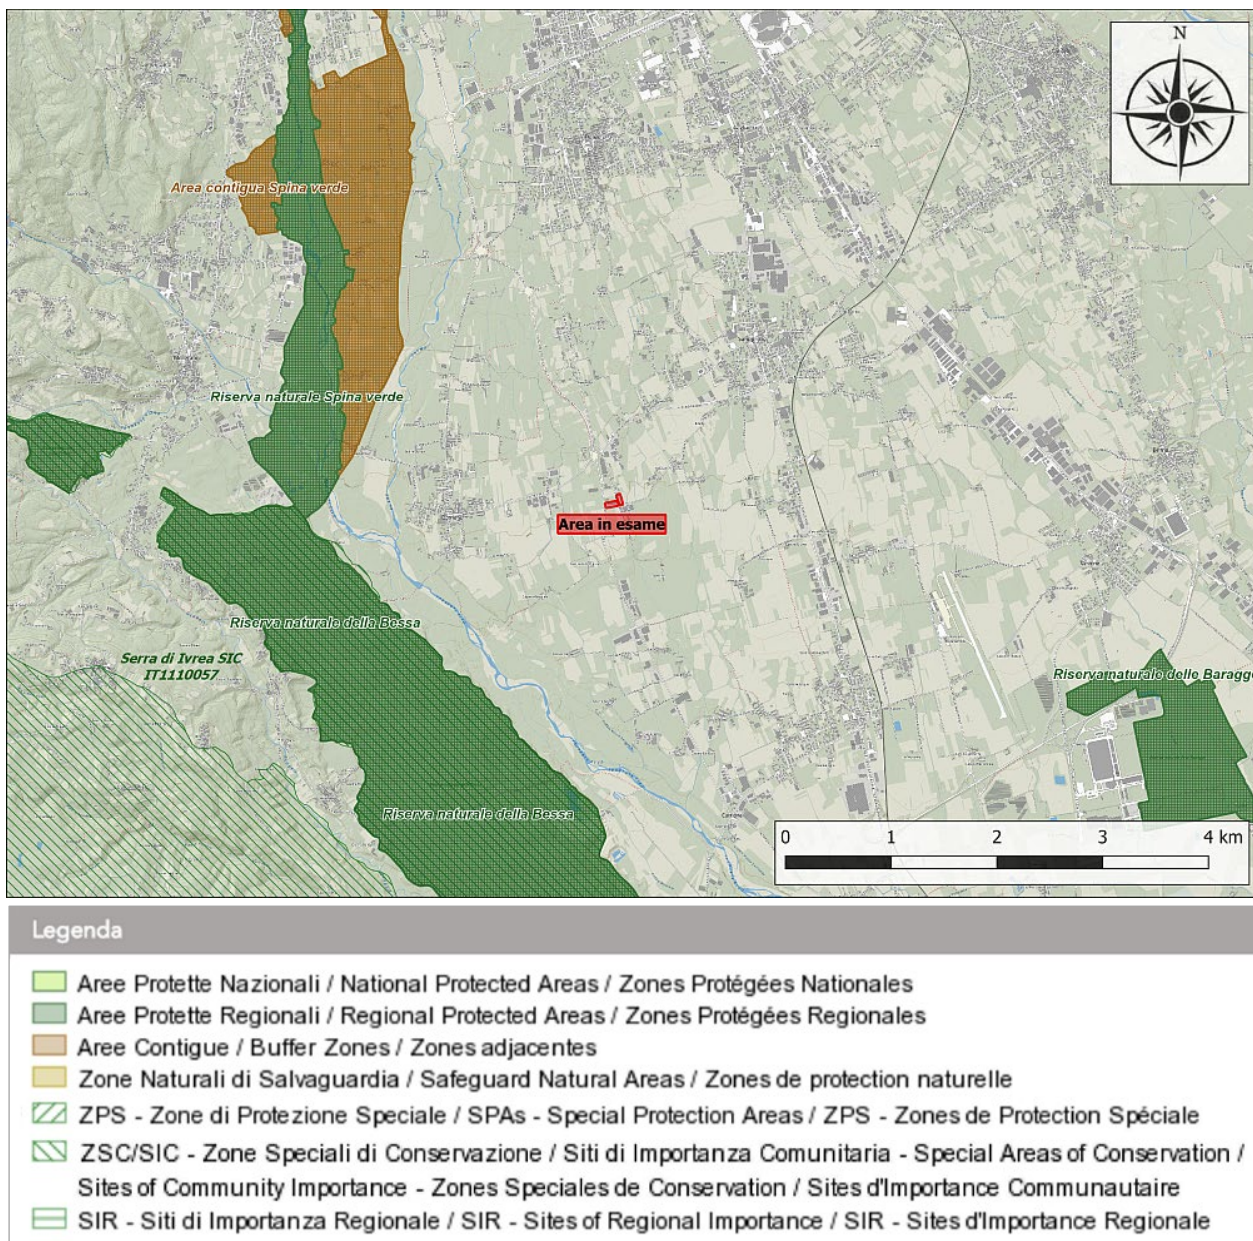 N
Area contigua Spina verde
Riserva naturale Spina verde
Area in esame
Riserva naturale della Bessa
Serra di Ivrea SIC
IT1110057
Riserva naturale delle Baragge
Riserva naturale della Bessa
0 1 2 3 4 km
Legenda
Aree Protette Nazionali / National Protected Areas / Zones Protégées Nationales
Aree Protette Regionali / Regional Protected Areas / Zones Protégées Regionales
Aree Contigue / Buffer Zones / Zones adjacentes
Zone Naturali di Salvaguardia / Safeguard Natural Areas / Zones de protection naturelle
ZPS - Zone di Protezione Speciale / SPAs - Special Protection Areas / ZPS - Zones de Protection Spéciale
ZSC/SIC - Zone Speciali di Conservazione / Siti di Importanza Comunitaria - Special Areas of Conservation /
Sites of Community Importance - Zones Speciales de Conservation / Sites d'Importance Communautaire
SIR - Siti di Importanza Regionale / SIR - Sites of Regional Importance / SIR - Sites d'Importance Regionale